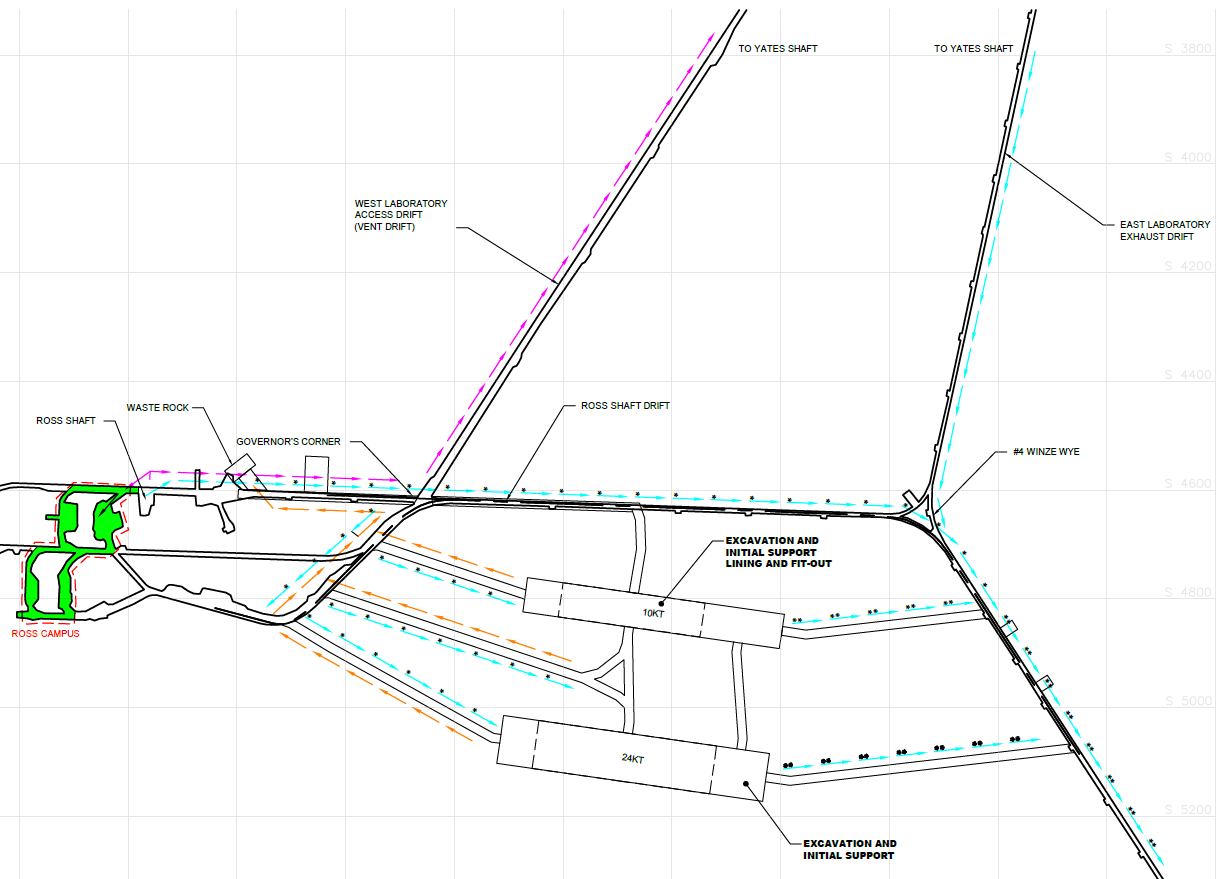 TO YATES SHAFT
TO YATES SHAFT
S 3800
S 4000
WEST LABORATORY
ACCESS DRIFT
(VENT DRIFT)
EAST LABORATORY
EXHAUST DRIFT
S 4200
S 4400
WASTE ROCK
ROSS SHAFT DRIFT
ROSS SHAFT
GOVERNOR'S CORNER
#4 WINZE WYE
S 4600
EXCAVATION AND
INITIAL SUPPORT
LINING AND FIT-OUT
S 4800
10KT
ROSS CAMPUS
S 5000
24KT
S 5200
EXCAVATION AND
INITIAL SUPPORT